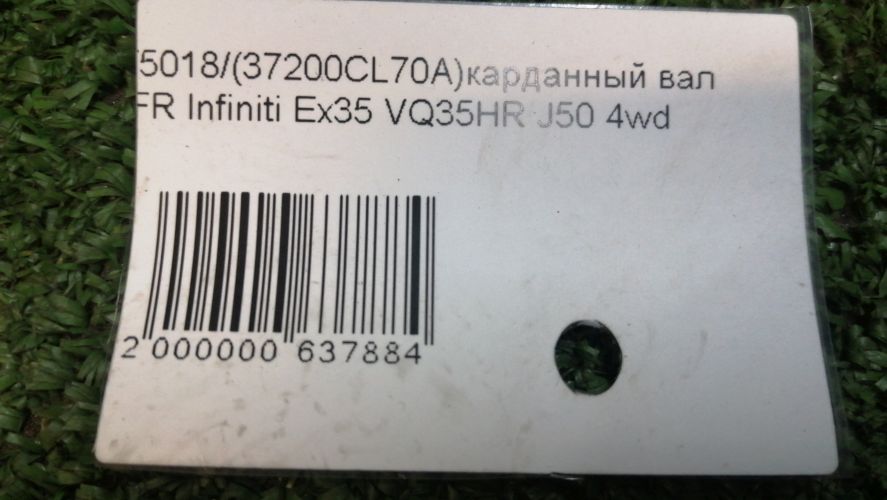 5018/(37200CL70A)карданный вал
FR Infiniti Ex35 VQ35HR J50 4wd
2 000000 637884